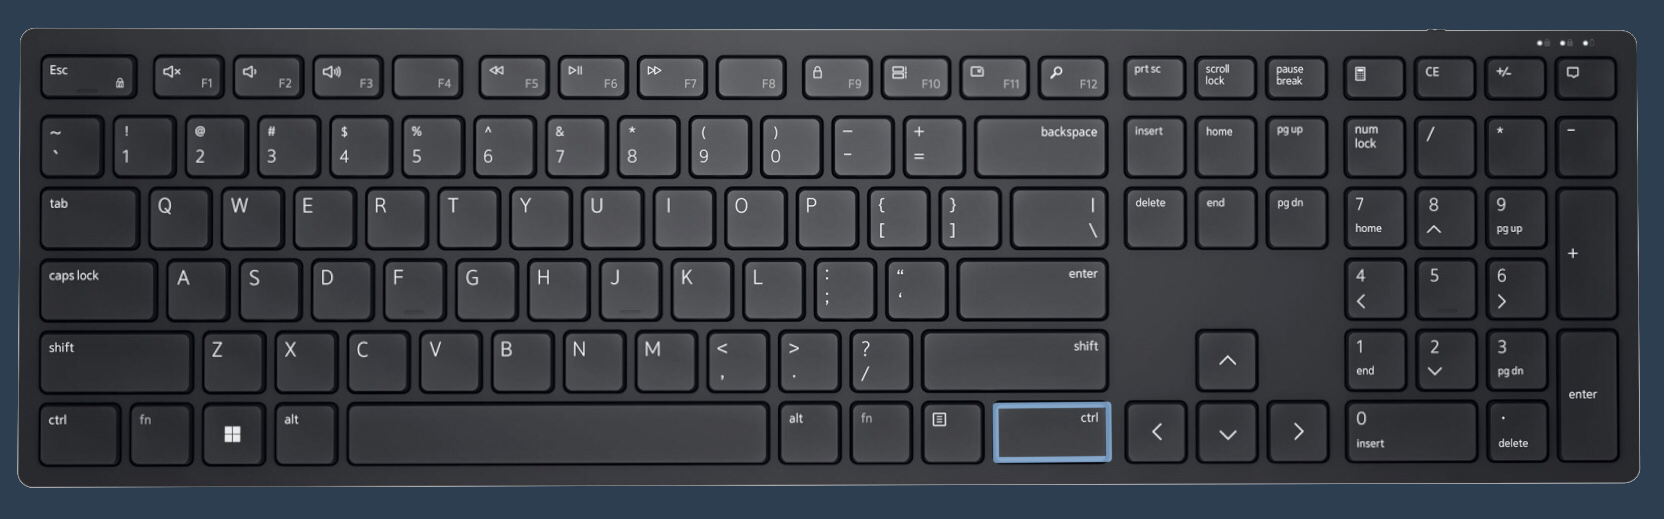 Esc F1 F2 F3 F4 F5 F6 F7 F8 F9 F10 F11 F12 prt sc scroll lock pause break CE +/-
~ ! @ # $ % ^ & * ( ) − + backspace insert home pg up num lock / * −
` 1 2 3 4 5 6 7 8 9 0 - =
tab Q W E R T Y U I O P { } | delete end pg dn 7 8 9
[ ] \ home pg up
+
caps lock A S D F G H J K L : “ enter 4 5 6
; ‘
shift Z X C V B N M < > ? shift 1 2 3
, . / end pg dn
enter
ctrl fn alt alt fn ctrl 0 .
insert delete